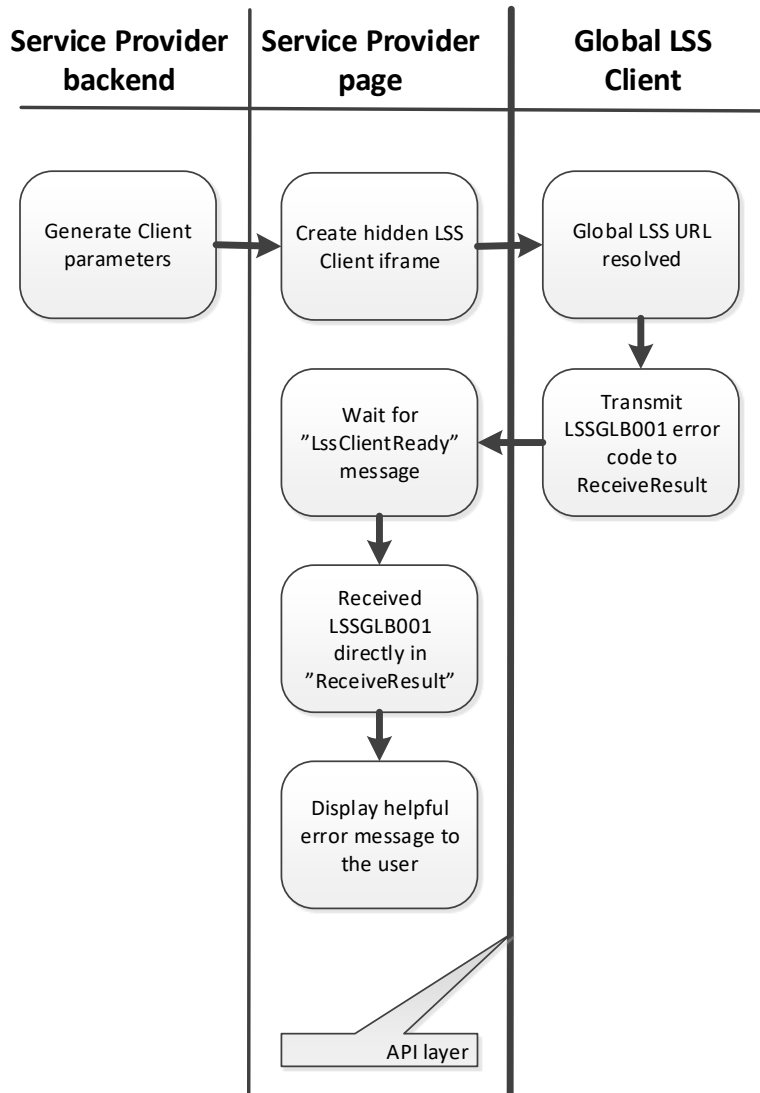 Service Provider
backend
Service Provider
page
Global LSS
Client
Generate Client
parameters
Create hidden LSS
Client iframe
Global LSS URL
resolved
Wait for
”LssClientReady”
message
Transmit
LSSGLB001 error
code to
ReceiveResult
Received
LSSGLB001
directly in
”ReceiveResult”
Display helpful
error message to
the user
API layer